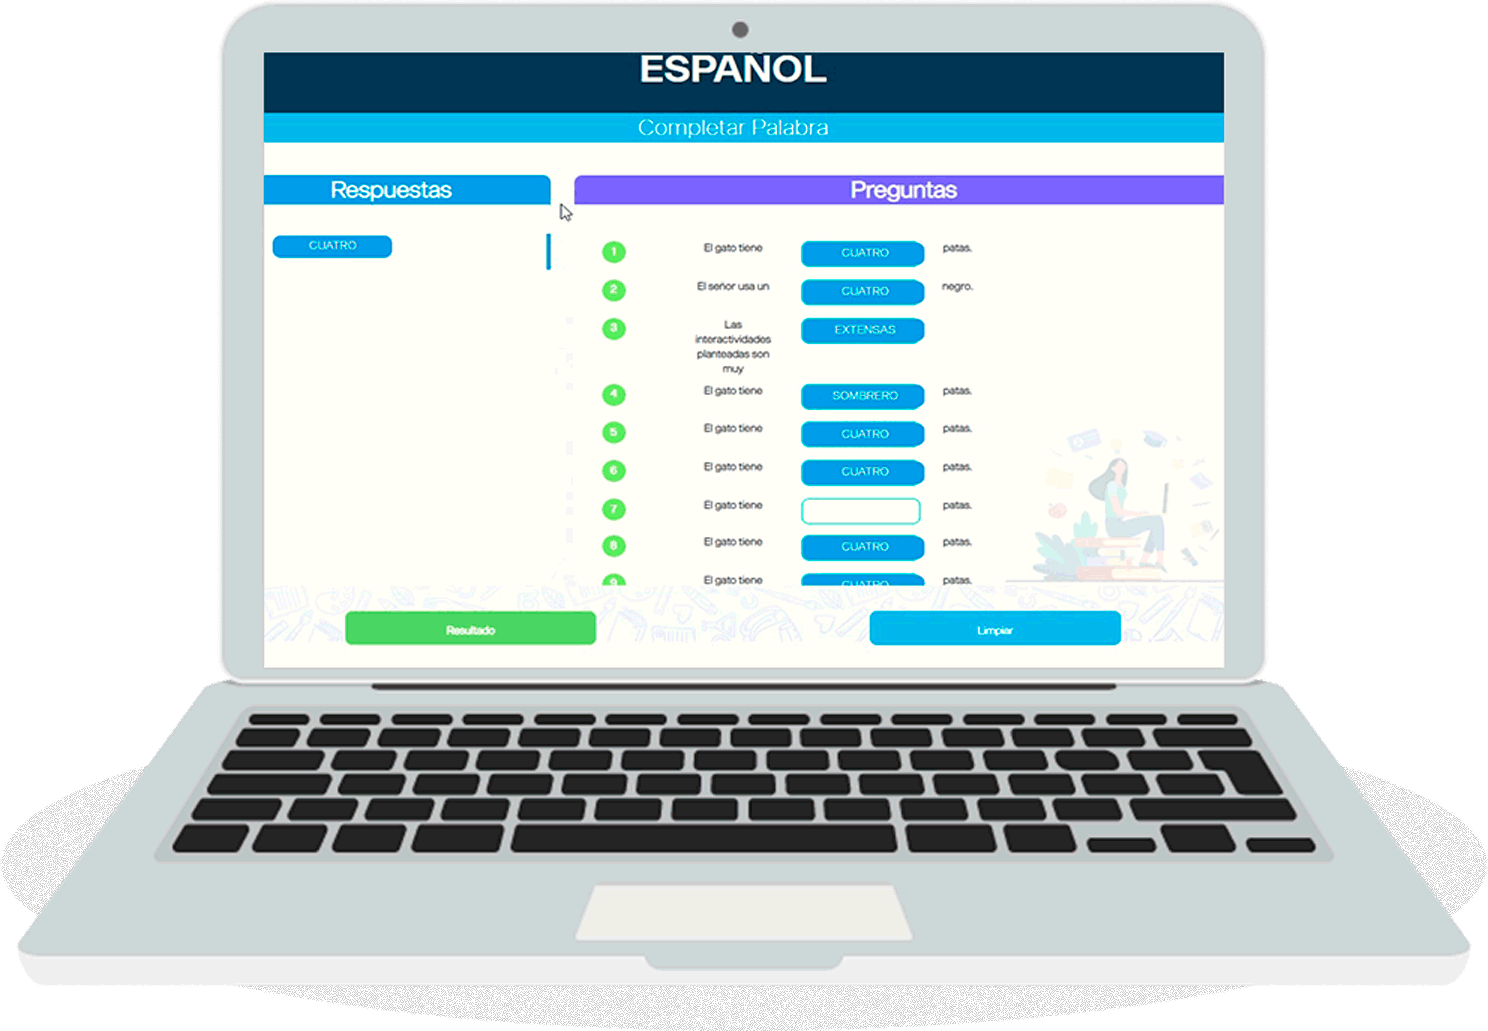 ESPAÑOL
Completar Palabra
Respuestas
Preguntas
CUATRO
1 El gato tiene CUATRO patas.
2 El señor usa un CUATRO negro.
3 Las EXTENSAS
interactividades
planteadas son
muy
4 El gato tiene SOMBRERO patas.
5 El gato tiene CUATRO patas.
6 El gato tiene CUATRO patas.
7 El gato tiene patas.
8 El gato tiene CUATRO patas.
9 El gato tiene CUATRO patas.
Resultado
Limpiar